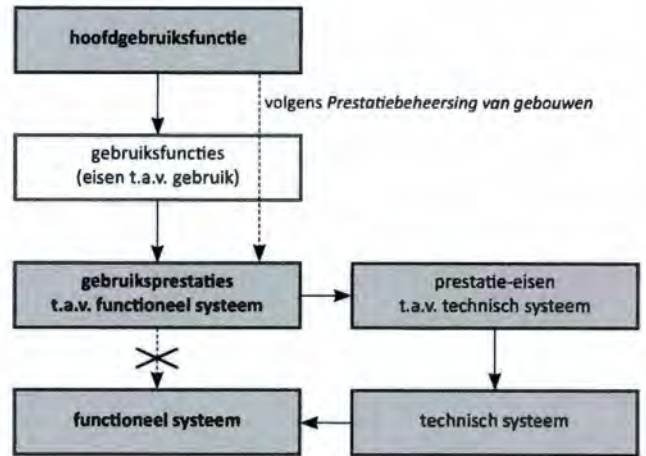 hoofdgebruiksfunctie
volgens Prestatiebeheersing van gebouwen
gebruiksfuncties
(eisen t.a.v. gebruik)
gebruiksprestaties
t.a.v. functioneel systeem
prestatie-eisen
t.a.v. technisch systeem
functioneel systeem
technisch systeem